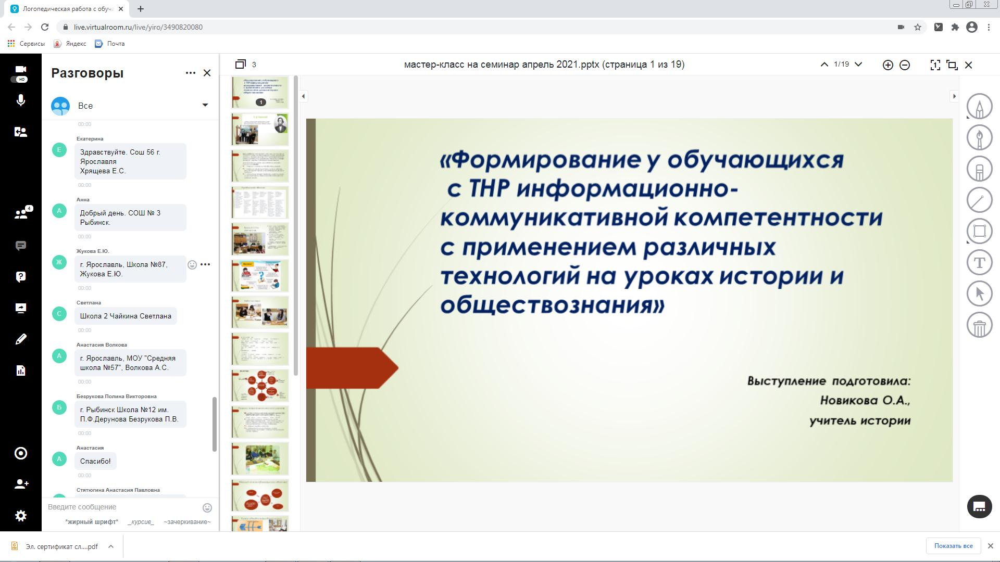 Логопедическая работа с обуча
live.virtualroom.ru/live/yiro/3490820080
Сервисы
Яндекс
Почта
HD
4
Разговоры
Все
00:00
Екатерина
Е
Здравствуйте. Сош 56 г.
Ярославля
Хрящева Е.С.
00:00
Анна
А
Добрый день. СОШ № 3
Рыбинск.
00:00
Жукова Е.Ю.
Ж
г. Ярославль, Школа №87,
Жукова Е.Ю.
00:00
Светлана
С
Школа 2 Чайкина Светлана
00:00
Анастасия Волкова
А
г. Ярославль, МОУ "Средняя
школа №57", Волкова А.С.
00:00
Безрукова Полина Викторовна
Б
г. Рыбинск Школа №12 им.
П.Ф.Дерунова Безрукова П.В.
00:00
Анастасия
А
Спасибо!
00:00
Стятюгина Анастасия Павловна
Введите сообщение
*жирный шрифт* _курсив_ ~зачеркивание~
3
мастер-класс на семинар апрель 2021.pptx (страница 1 из 19)
1/19
1
«Формирование у обучающихся
с ТНР информационно-
коммуникативной компетентности
с применением различных
технологий на уроках истории и
обществознания»
Выступление подготовила:
Новикова О.А.,
учитель истории
T
Эл. сертификат сл....pdf
Показать все